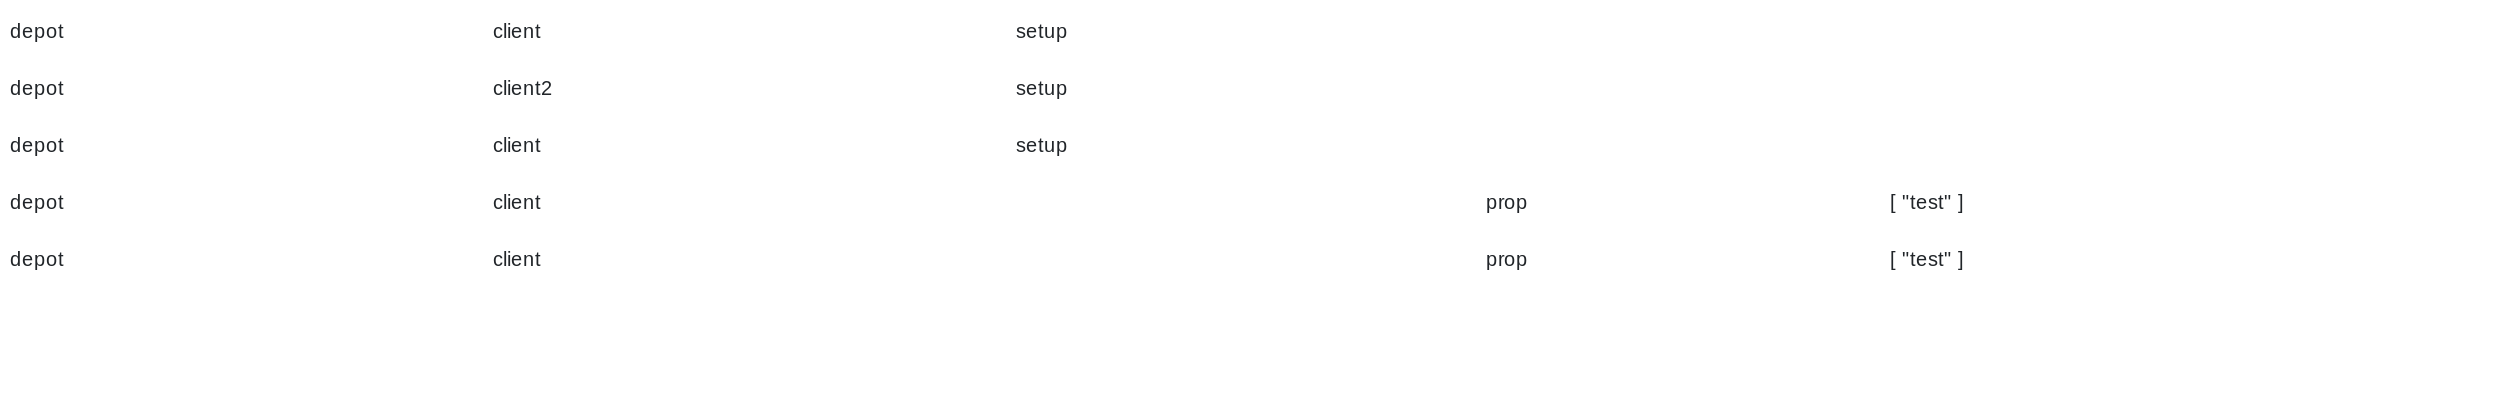 depot client setup
depot client2 setup
depot client setup
depot client prop [ "test" ]
depot client prop [ "test" ]